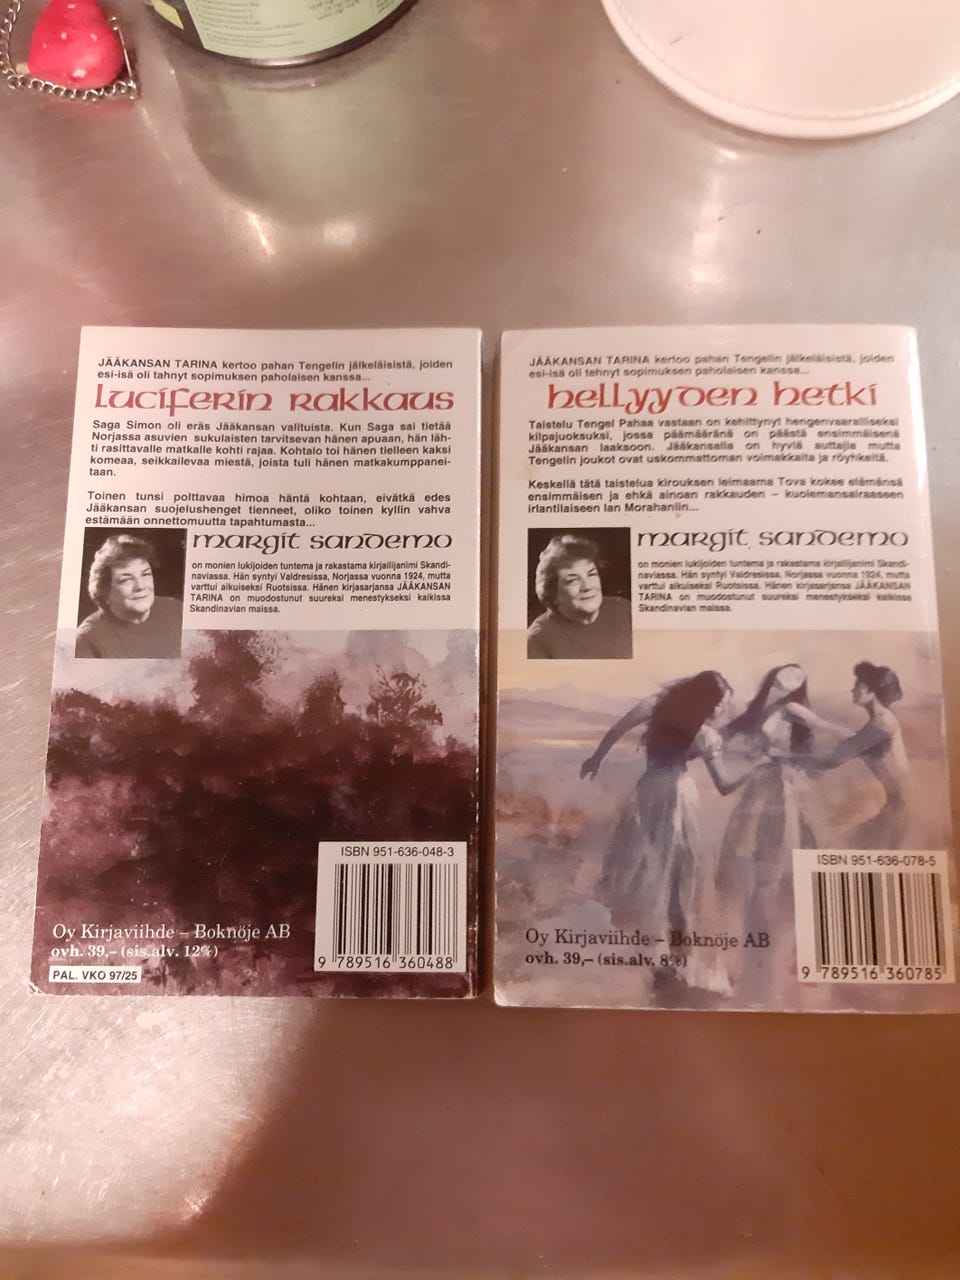 JÄÄKANSAN TARINA kertoo pahan Tengelin jälkeläisistä, joiden
esi-isä oli tahnyt sopimuksen paholaisen kanssa...
Luciferin rakkaus
Saga Simon oli eräs Jääkansan valituista. Kun Saga sai tietää
Norjassa asuvien sukulaisten tarvitsevan hänen apuaan, hän läh-
ti rasittavalle matkalle kohti rajaa. Kohtalo toi hänen tielleen kaksi
komeaa, seikkailevaa miestä, joista tuli hänen matkakumppanei-
taan.
Toinen tunsi polttavaa himoa häntä kohtaan, eivätkä edes
Jääkansan suojelushenget tienneet, oliko toinen kyllin vahva
estämään onnettomuutta tapahtumasta...
margit sandemo
on monien lukijoiden tuntema ja rakastama kirjailijanimi Skandi-
naviassa. Hän syntyi Valdresissa, Norjassa vuonna 1924, mutta
varttui aikuiseksi Ruotsissa. Hänen kirjasarjansa JÄÄKANSAN
TARINA on muodostunut suureksi menestykseksi kaikissa
Skandinavian maissa.
ISBN 951-636-048-3
9 789516 360488
Oy Kirjaviihde – Boknöje AB
ovh. 39,– (sis.alv. 12%)
PAL. VKO 97/25
JÄÄKANSAN TARINA kertoo pahan Tengelin jälkeläisistä, joiden
esi-isä oli tehnyt sopimuksen paholaisen kanssa...
hellyyden hetki
Taistelu Tengel Pahaa vastaan on kehittynyt hengenvaaralliseksi
kilpajuoksuksi, jossa päämääränä on päästä ensimmäisenä
Jääkansan laaksoon. Jääkansalla on hyviä auttajia mutta
Tengelin joukot ovat uskomattoman voimakkaita ja röyhkeitä.
Keskellä tätä taistelua kirouksen leimaama Tova kokee elämänsä
ensimmäisen ja ehkä ainoan rakkauden – kuolemansairaaseen
irlantilaiseen Ian Morahaniin...
margit sandemo
on monien lukijoiden tuntema ja rakastama kirjailijanimi Skandi-
naviassa. Hän syntyi Valdresissa, Norjassa vuonna 1924, mutta
varttui aikuiseksi Ruotsissa. Hänen kirjasarjansa JÄÄKANSAN
TARINA on muodostunut suureksi menestykseksi kaikissa
Skandinavian maissa.
ISBN 951-636-078-5
9 789516 360785
Oy Kirjaviihde – Boknöje AB
ovh. 39,– (sis.alv. 8%)